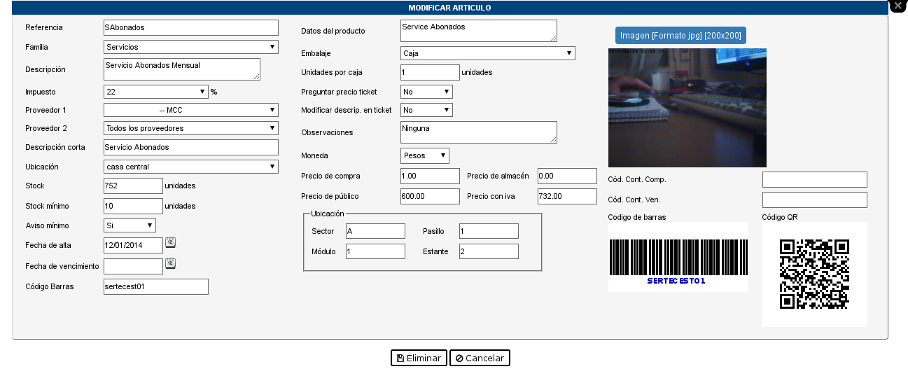 MODIFICAR ARTICULO
Referencia SAbonados
Familia Servicios
Descripción Servicio Abonados Mensual
Impuesto 22 %
Proveedor 1 -- MCC
Proveedor 2 Todos los proveedores
Descripción corta Servicio Abonados
Ubicación casa central
Stock 752 unidades
Stock mínimo 10 unidades
Aviso mínimo Si
Fecha de alta 12/01/2014
Fecha de vencimiento
Código Barras sertecest01
Datos del producto Service Abonados
Embalaje Caja
Unidades por caja 1 unidades
Preguntar precio ticket No
Modificar descrip. en ticket No
Observaciones Ninguna
Moneda Pesos
Precio de compra 1.00 Precio de almacén 0.00
Precio de público 600.00 Precio con iva 732.00
Ubicación
Sector A Pasillo 1
Módulo 1 Estante 2
Imagen [Formato jpg] [200x200]
Cód. Cont. Comp.
Cód. Cont. Ven.
Codigo de barras Código QR
SERTECEST01
Eliminar Cancelar